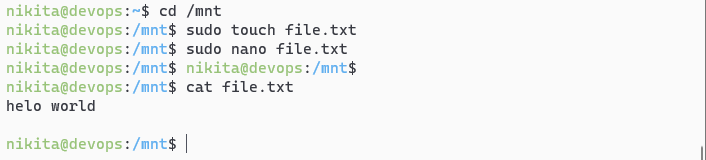 nikita@devops:~$ cd /mnt
nikita@devops:/mnt$ sudo touch file.txt
nikita@devops:/mnt$ sudo nano file.txt
nikita@devops:/mnt$ nikita@devops:/mnt$
nikita@devops:/mnt$ cat file.txt
helo world
nikita@devops:/mnt$